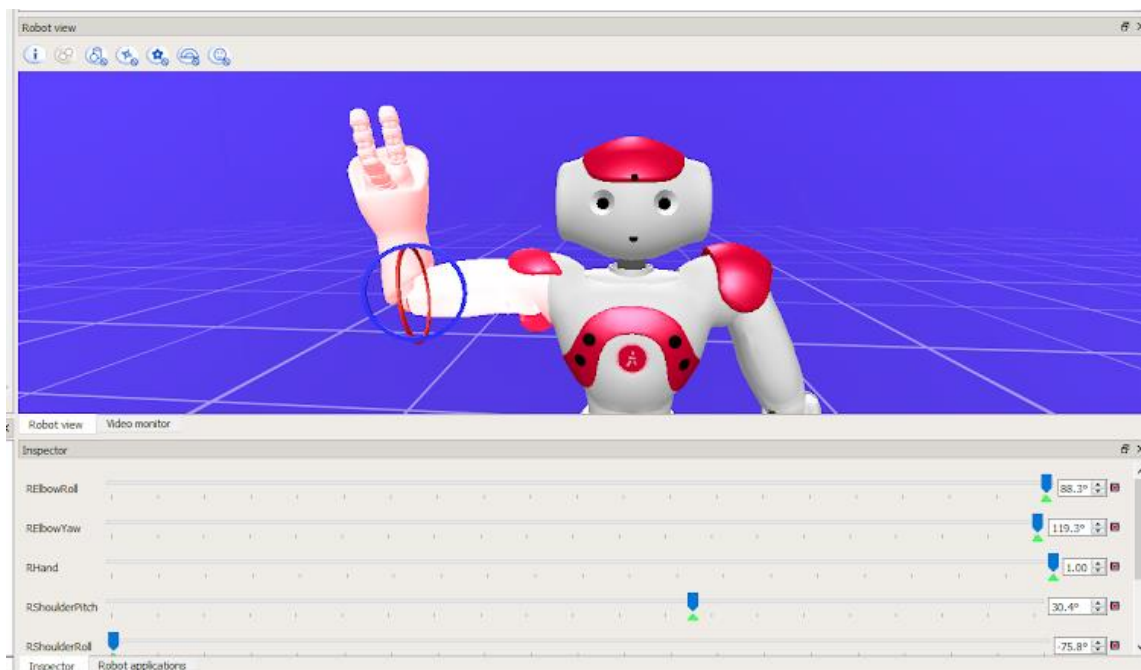 Robot view
Robot view Video monitor
Inspector
RElbowRoll 88.3°
RElbowYaw 119.3°
RHand 1.00
RShoulderPitch 30.4°
RShoulderRoll -75.8°
Inspector Robot applications